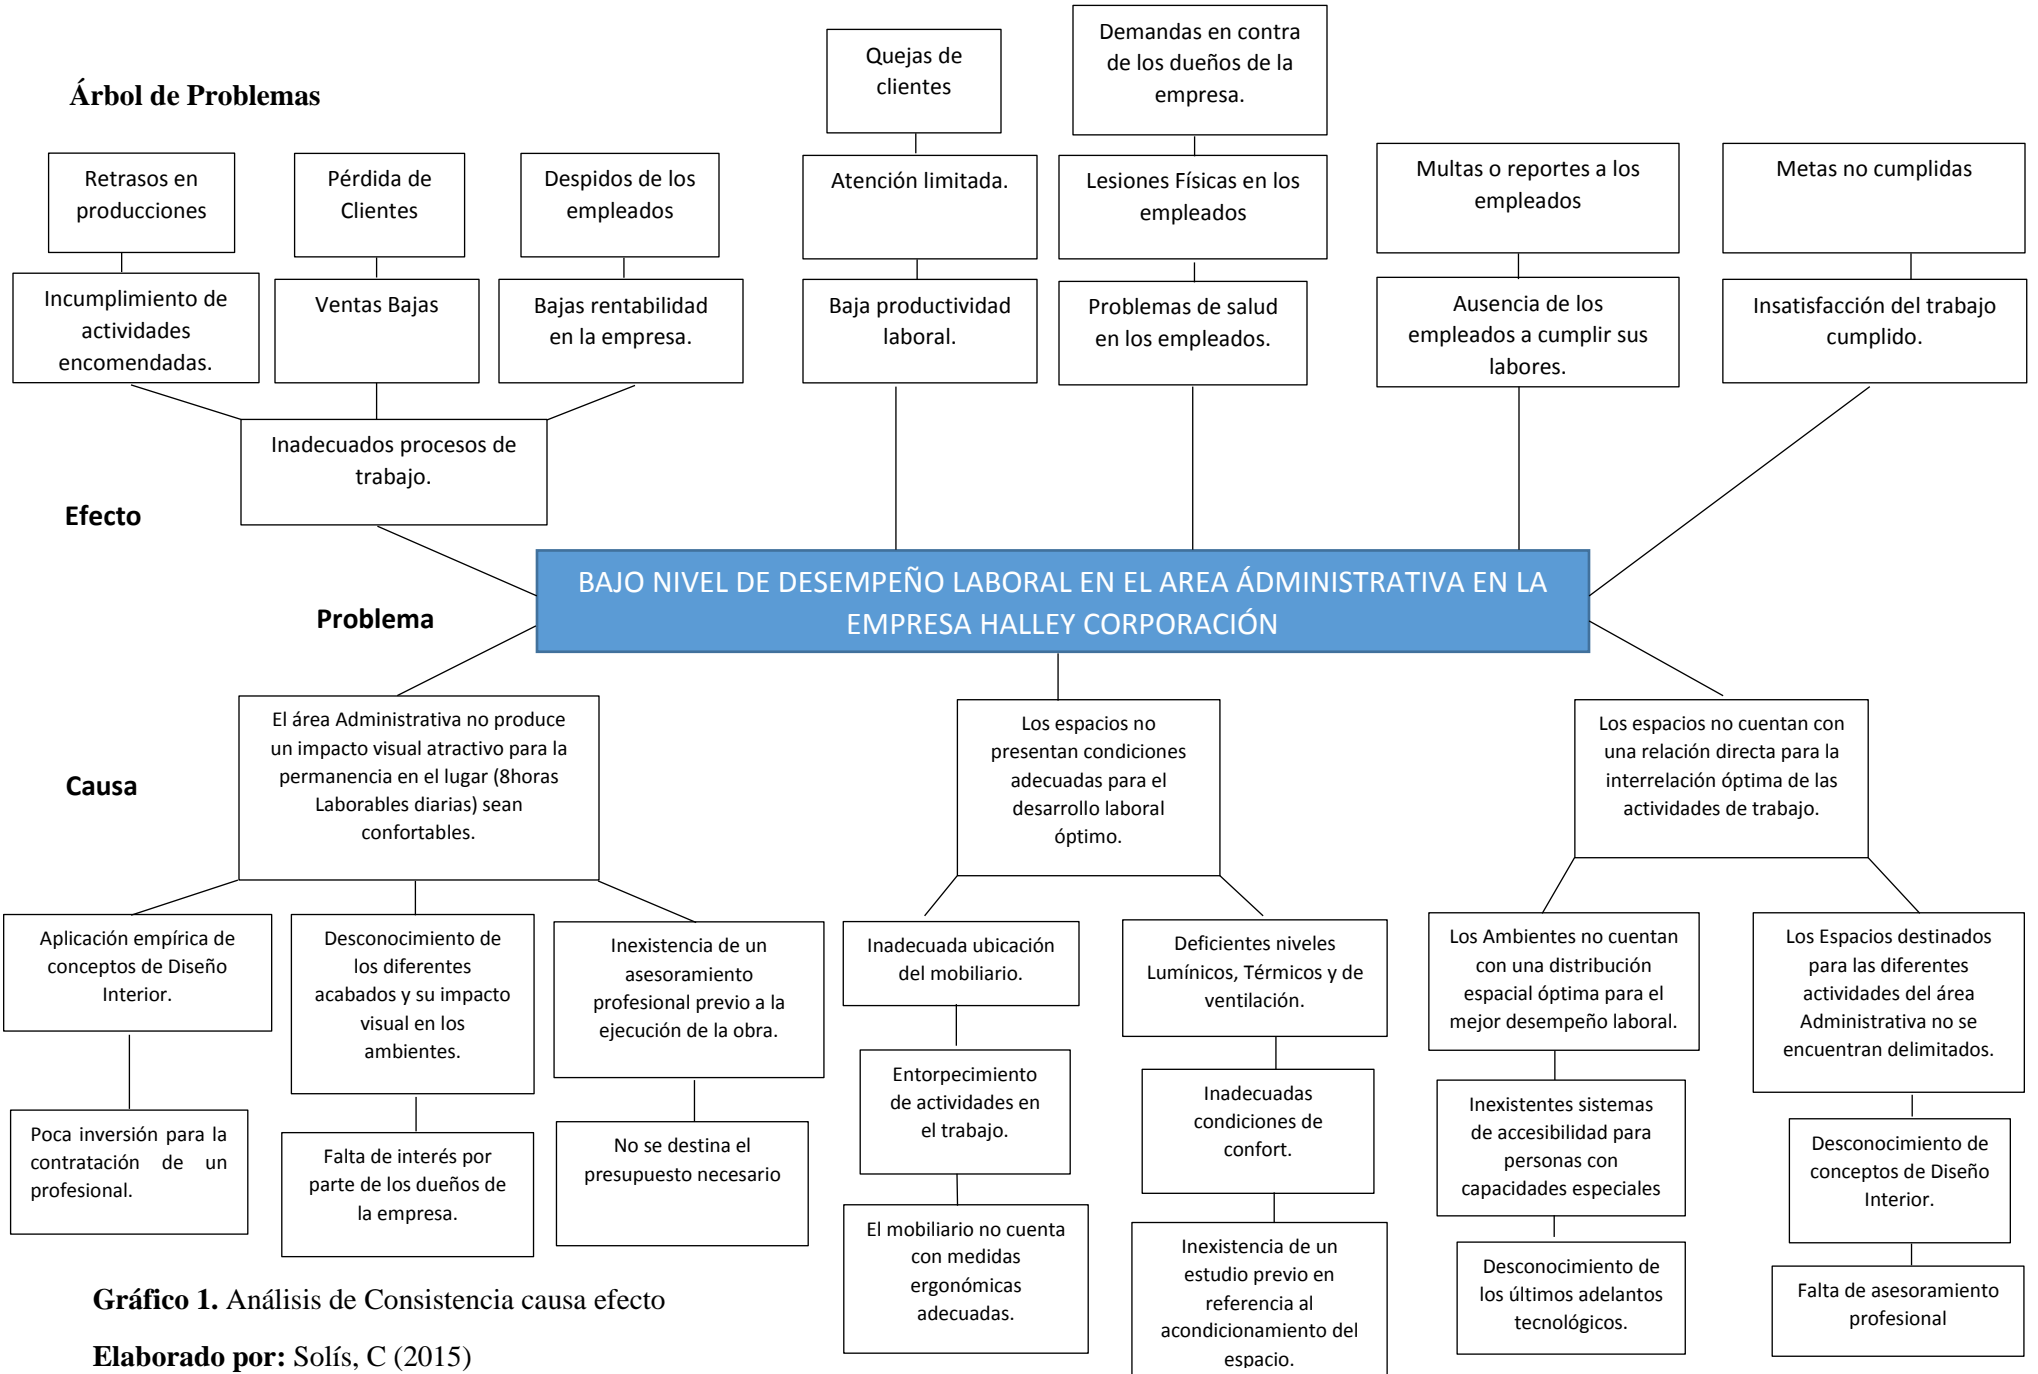 Árbol de Problemas
Quejas de
clientes
Demandas en contra
de los dueños de la
empresa.
Retrasos en
producciones
Pérdida de
Clientes
Despidos de los
empleados
Atención limitada.
Lesiones Físicas en los
empleados
Multas o reportes a los
empleados
Metas no cumplidas
Incumplimiento de
actividades
encomendadas.
Ventas Bajas
Bajas rentabilidad
en la empresa.
Baja productividad
laboral.
Problemas de salud
en los empleados.
Ausencia de los
empleados a cumplir sus
labores.
Insatisfacción del trabajo
cumplido.
Inadecuados procesos de
trabajo.
Efecto
Problema
BAJO NIVEL DE DESEMPEÑO LABORAL EN EL AREA ÁDMINISTRATIVA EN LA
EMPRESA HALLEY CORPORACIÓN
Causa
El área Administrativa no produce
un impacto visual atractivo para la
permanencia en el lugar (8horas
Laborables diarias) sean
confortables.
Los espacios no
presentan condiciones
adecuadas para el
desarrollo laboral
óptimo.
Los espacios no cuentan con
una relación directa para la
interrelación óptima de las
actividades de trabajo.
Aplicación empírica de
conceptos de Diseño
Interior.
Desconocimiento de
los diferentes
acabados y su impacto
visual en los
ambientes.
Inexistencia de un
asesoramiento
profesional previo a la
ejecución de la obra.
Inadecuada ubicación
del mobiliario.
Deficientes niveles
Lumínicos, Térmicos y de
ventilación.
Los Ambientes no cuentan
con una distribución
espacial óptima para el
mejor desempeño laboral.
Los Espacios destinados
para las diferentes
actividades del área
Administrativa no se
encuentran delimitados.
Poca inversión para la
contratación de un
profesional.
Falta de interés por
parte de los dueños de
la empresa.
No se destina el
presupuesto necesario
Entorpecimiento
de actividades en
el trabajo.
Inadecuadas
condiciones de
confort.
Inexistentes sistemas
de accesibilidad para
personas con
capacidades especiales
Desconocimiento de
conceptos de Diseño
Interior.
El mobiliario no cuenta
con medidas
ergonómicas
adecuadas.
Inexistencia de un
estudio previo en
referencia al
acondicionamiento del
espacio.
Desconocimiento de
los últimos adelantos
tecnológicos.
Falta de asesoramiento
profesional
Gráfico 1. Análisis de Consistencia causa efecto
Elaborado por: Solís, C (2015)